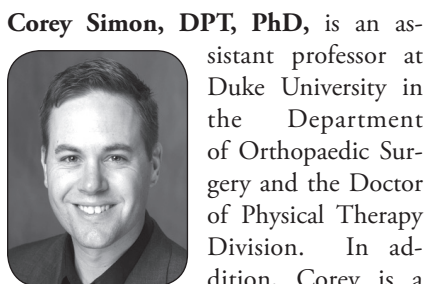 Corey Simon, DPT, PhD, is an as-
sistant professor at
Duke University in
the Department
of Orthopaedic Sur-
gery and the Doctor
of Physical Therapy
Division. In ad-
dition, Corey is a